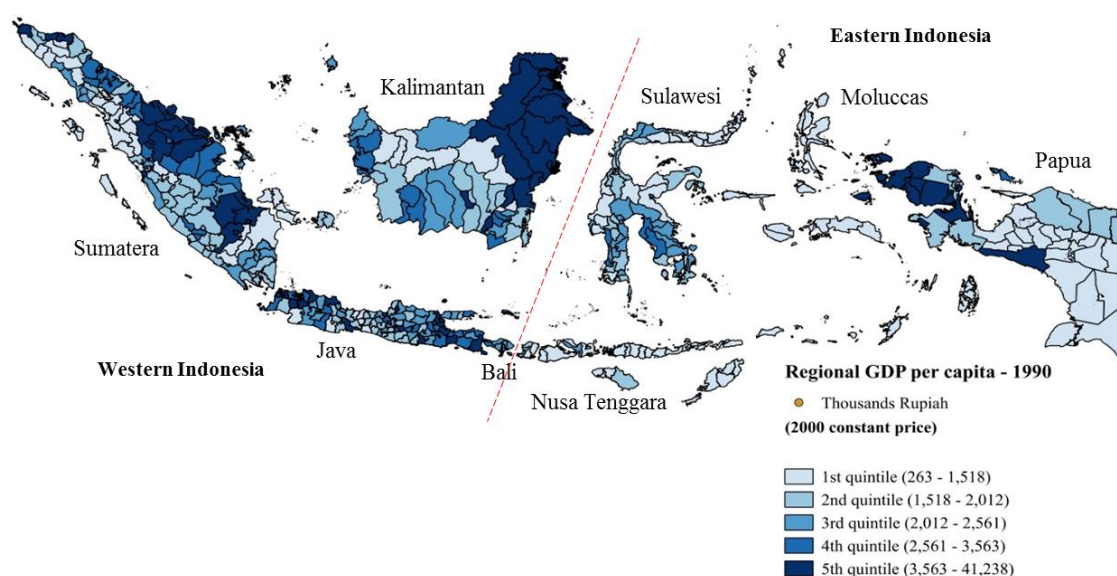 Eastern Indonesia
Kalimantan
Sulawesi
Moluccas
Papua
Sumatera
Java
Western Indonesia
Bali
Nusa Tenggara
Regional GDP per capita - 1990
Thousands Rupiah
(2000 constant price)
1st quintile (263 - 1,518)
2nd quintile (1,518 - 2,012)
3rd quintile (2,012 - 2,561)
4th quintile (2,561 - 3,563)
5th quintile (3,563 - 41,238)